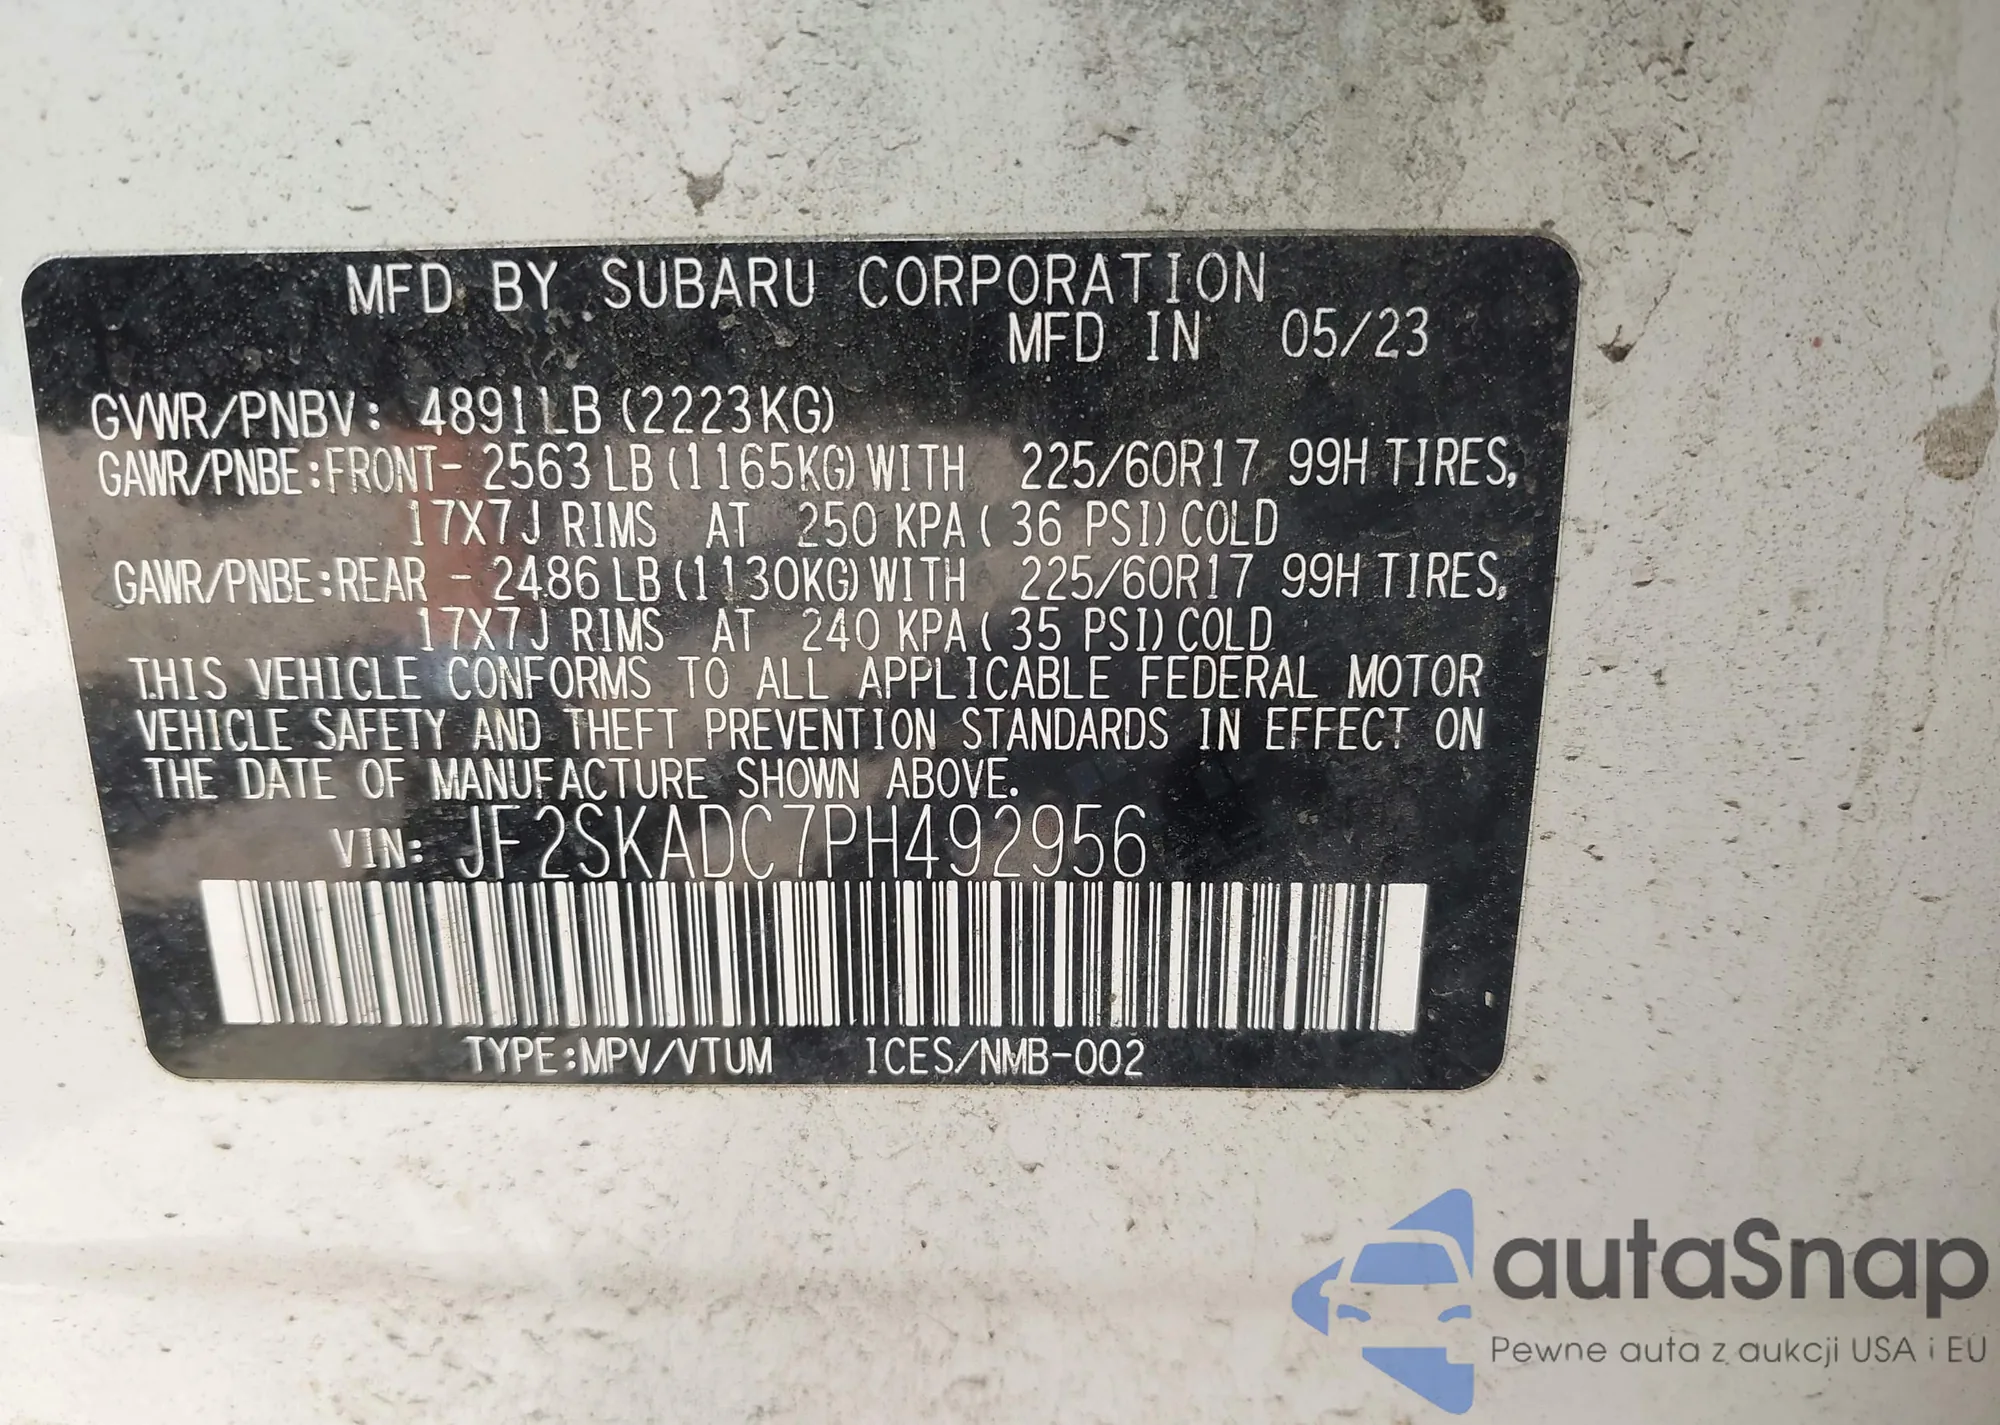 MFD BY SUBARU CORPORATION
MFD IN 05/23
GVWR/PNBV: 4891LB (2223KG)
GAWR/PNBE:FRONT- 2563LB(1165KG)WITH 225/60R17 99H TIRES,
17X7J RIMS AT 250 KPA( 36 PSI)COLD
GAWR/PNBE:REAR - 2486LB(1130KG)WITH 225/60R17 99H TIRES,
17X7J RIMS AT 240 KPA( 35 PSI)COLD
THIS VEHICLE CONFORMS TO ALL APPLICABLE FEDERAL MOTOR
VEHICLE SAFETY AND THEFT PREVENTION STANDARDS IN EFFECT ON
THE DATE OF MANUFACTURE SHOWN ABOVE.
VIN: JF2SKADC7PH492956
TYPE:MPV/VTUM ICES/NMB-002
autaSnap
Pewne auta z aukcji USA i EU